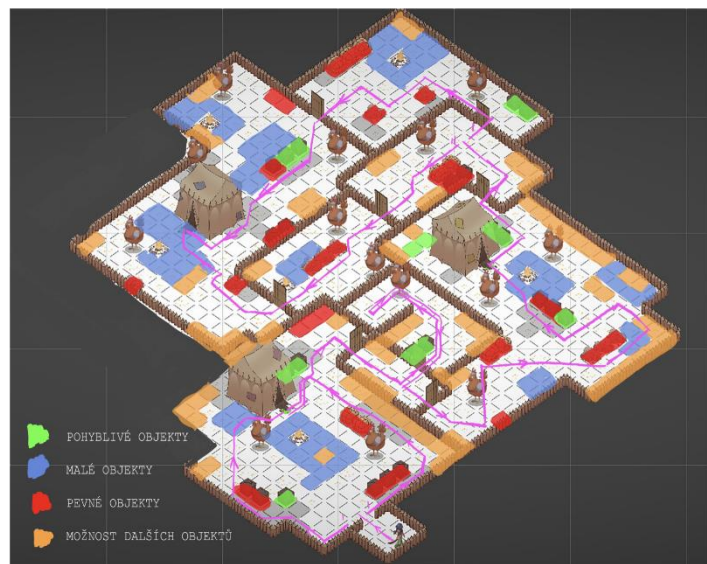 POHYBLIVÉ OBJEKTY
MALÉ OBJEKTY
PEVNÉ OBJEKTY
MOŽNOST DALŠÍCH OBJEKTŮ